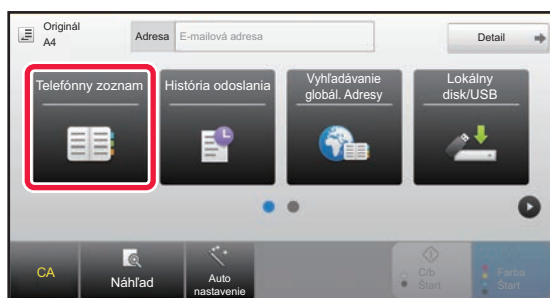 Originál
A4
Adresa
E-mailová adresa
Detail
Telefónny zoznam
História odoslania
Vyhľadávanie
globál. Adresy
Lokálny
disk/USB
CA
Náhľad
Auto
nastavenie
C/b
Štart
Farba
Štart